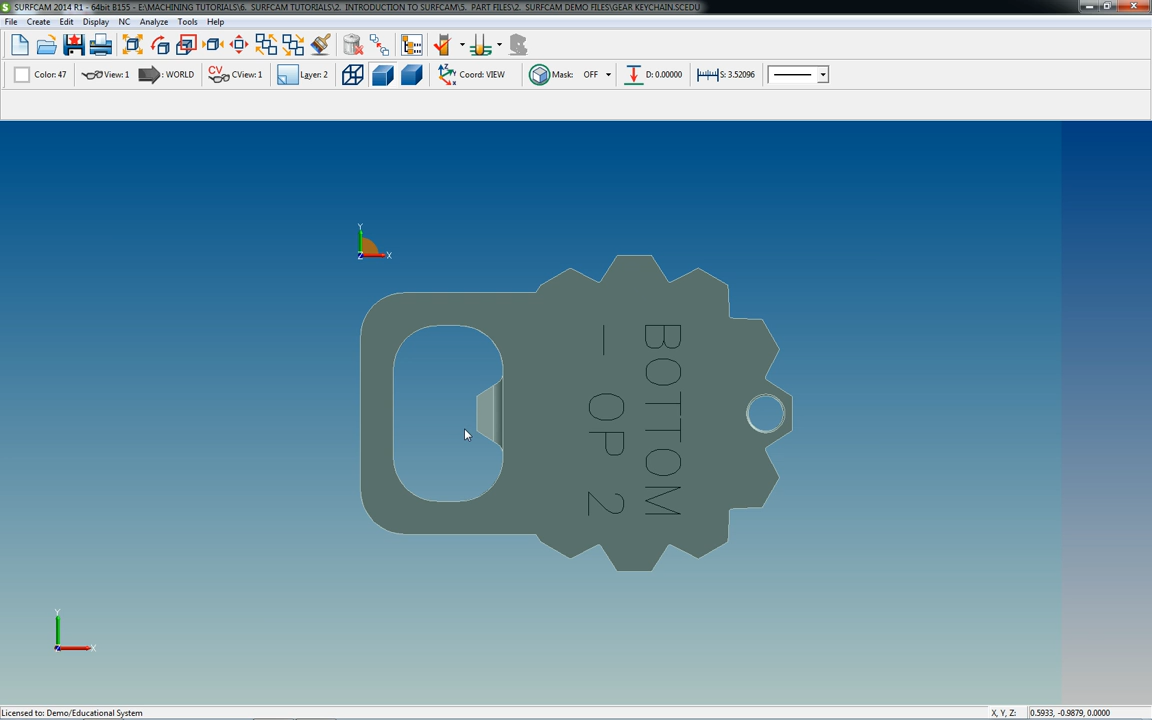 SURFCAM 2014 R1 - 64bit B155 - E:\MACHINING TUTORIALS\6. SURFCAM TUTORIALS\2. INTRODUCTION TO SURFCAM\5. PART FILES\2. SURFCAM DEMO FILES\GEAR KEYCHAIN.SCEDU
File Create Edit Display NC Analyze Tools Help
Color: 47 View: 1 : WORLD CV CView: 1 Layer: 2 Coord: VIEW Mask: OFF D: 0.00000 S: 3.52096
Y
Z X
BOTTOM
_ OP 2
Y
Z X
Licensed to: Demo/Educational System X, Y, Z: 0.5933, -0.9879, 0.0000